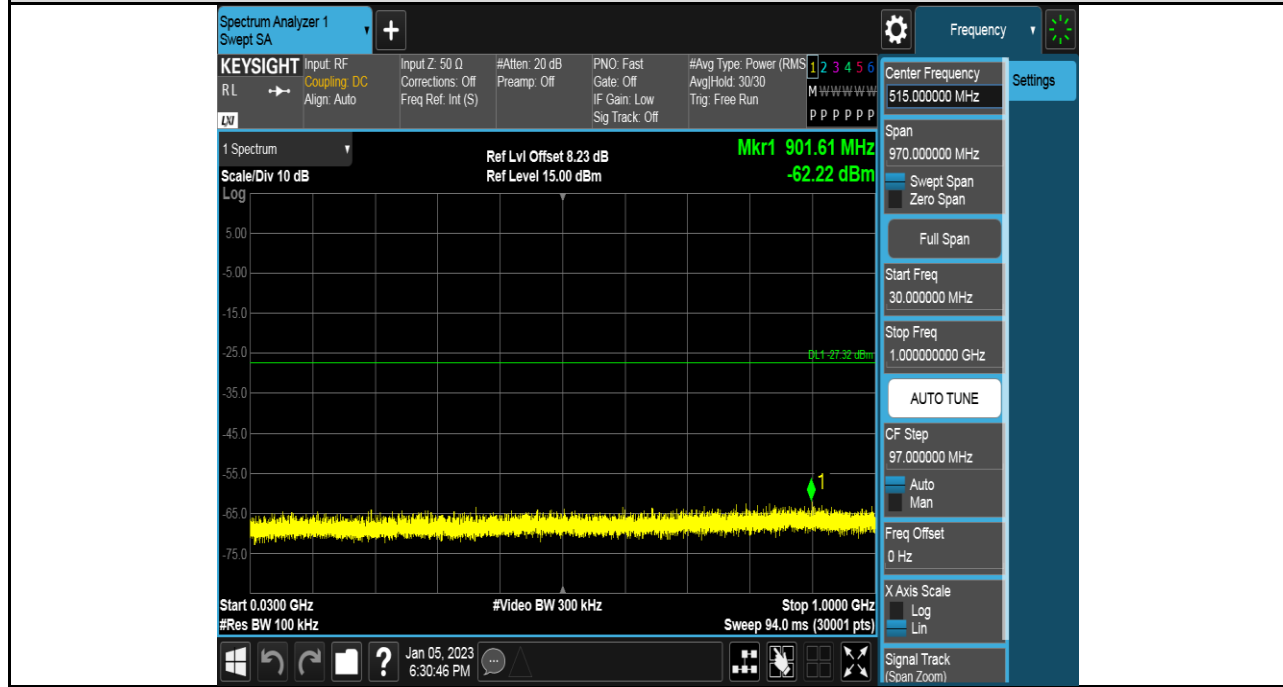 Spectrum Analyzer 1
Swept SA
+
Frequency
KEYSIGHT
RL
LXI
Input: RF
Coupling: DC
Align: Auto
Input Z: 50 Ω
Corrections: Off
Freq Ref: Int (S)
#Atten: 20 dB
Preamp: Off
PNO: Fast
Gate: Off
IF Gain: Low
Sig Track: Off
#Avg Type: Power (RMS
Avg|Hold: 30/30
Trig: Free Run
1 2 3 4 5 6
M W W W W W
P P P P P P
1 Spectrum
Scale/Div 10 dB
Log
Ref Lvl Offset 8.23 dB
Ref Level 15.00 dBm
Mkr1 901.61 MHz
-62.22 dBm
5.00
-5.00
-15.0
-25.0
DL1 -27.32 dBm
-35.0
-45.0
-55.0
1
-65.0
-75.0
Start 0.0300 GHz
#Video BW 300 kHz
Stop 1.0000 GHz
#Res BW 100 kHz
Sweep 94.0 ms (30001 pts)
?
Jan 05, 2023
6:30:46 PM
Center Frequency
515.000000 MHz
Settings
Span
970.000000 MHz
Swept Span
Zero Span
Full Span
Start Freq
30.000000 MHz
Stop Freq
1.000000000 GHz
AUTO TUNE
CF Step
97.000000 MHz
Auto
Man
Freq Offset
0 Hz
X Axis Scale
Log
Lin
Signal Track
(Span Zoom)